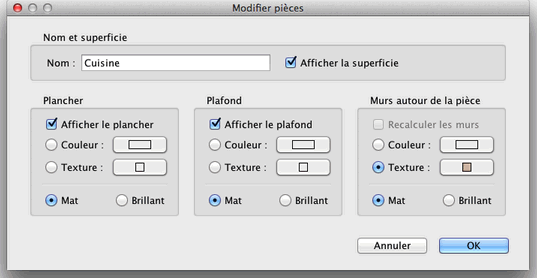 Modifier pièces
Nom et superficie
Nom : Cuisine Afficher la superficie
Plancher Plafond Murs autour de la pièce
Afficher le plancher Afficher le plafond Recalculer les murs
Couleur : Couleur : Couleur :
Texture : Texture : Texture :
Mat Brillant Mat Brillant Mat Brillant
Annuler OK